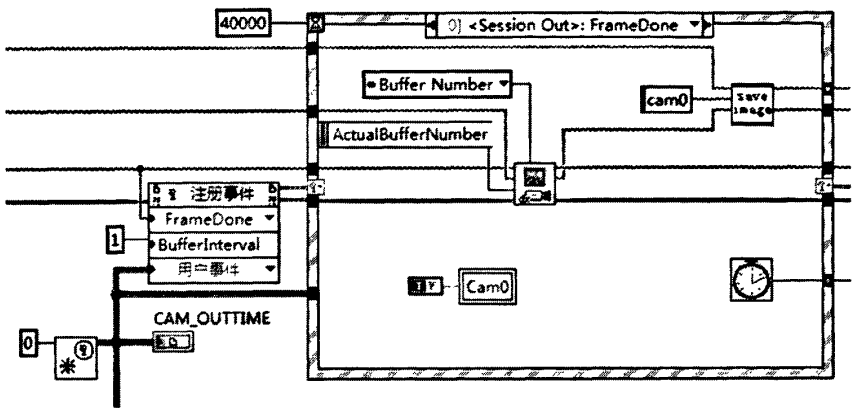 40000
0] <Session Out>: FrameDone
Buffer Number
cam0
save
image
ActualBufferNumber
注册事件
FrameDone
1
BufferInterval
用户事件
Cam0
CAM_OUTTIME
0